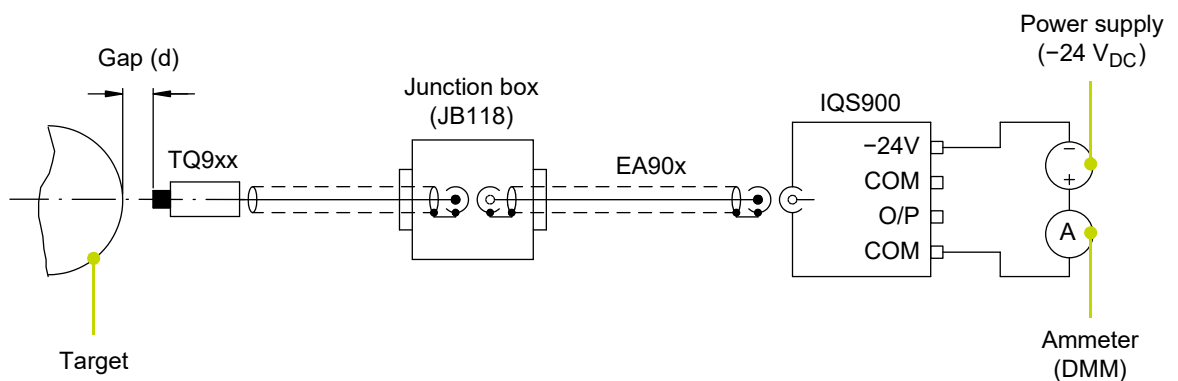 Power supply
(−24 VDC)
Gap (d)
Junction box
(JB118)
IQS900
TQ9xx
EA90x
−24V
COM
O/P
COM
−
+
A
Target
Ammeter
(DMM)